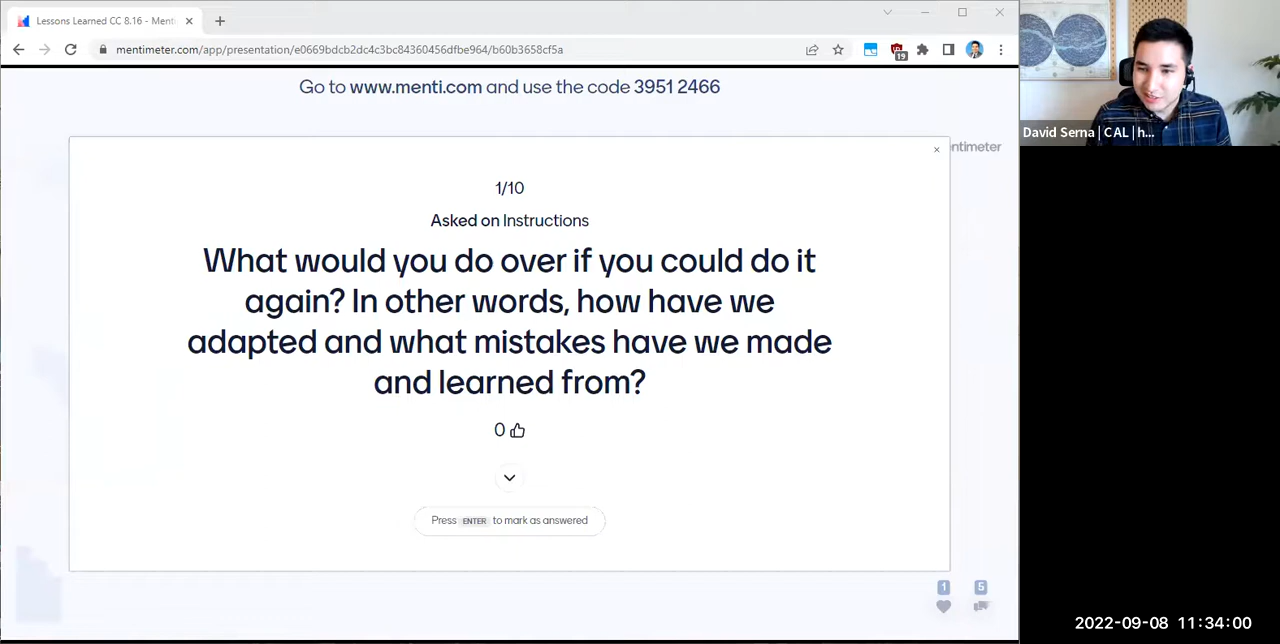 Lessons Learned CC 8.16 - Menti
mentimeter.com/app/presentation/e0669bdcb2dc4c3bc84360456dfbe964/b60b3658cf5a
19
Go to www.menti.com and use the code 3951 2466
ntimeter
1/10
Asked on Instructions
What would you do over if you could do it
again? In other words, how have we
adapted and what mistakes have we made
and learned from?
0
Press ENTER to mark as answered
1 5
David Serna | CAL | h...
2022-09-08 11:34:00